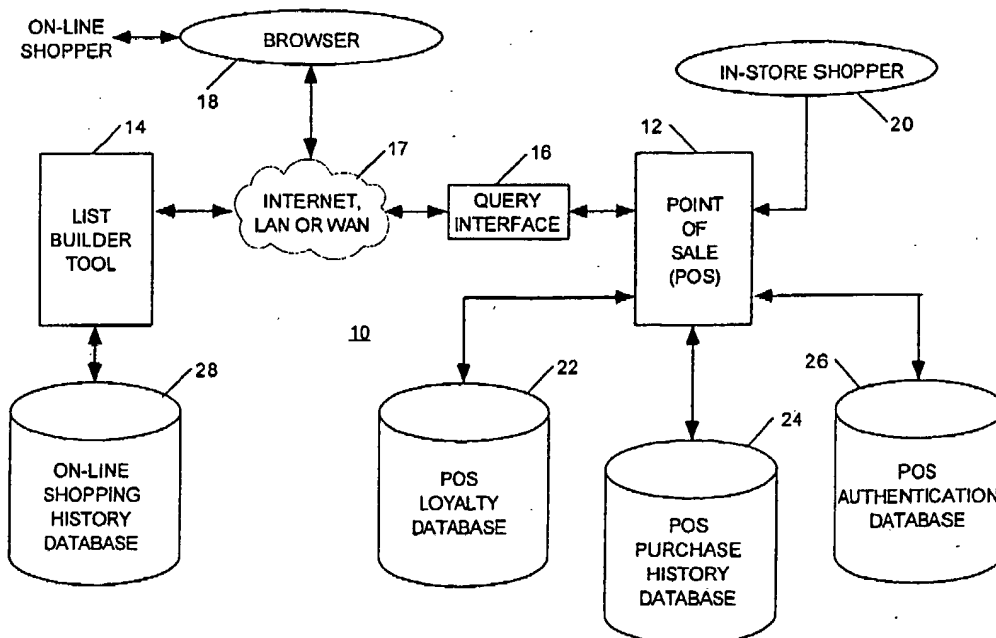 ON-LINE
SHOPPER
BROWSER
18
IN-STORE SHOPPER
20
14
LIST
BUILDER
TOOL
17
INTERNET,
LAN OR WAN
16
QUERY
INTERFACE
12
POINT
OF
SALE
(POS)
10
28
ON-LINE
SHOPPING
HISTORY
DATABASE
22
POS
LOYALTY
DATABASE
24
POS
PURCHASE
HISTORY
DATABASE
26
POS
AUTHENTICATION
DATABASE